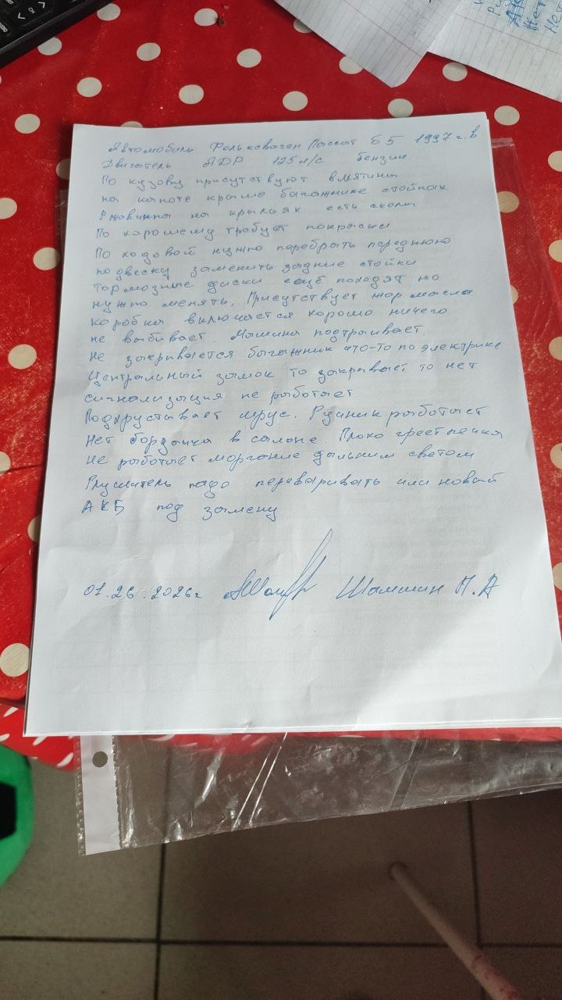 Автомобиль Фольксваген Пассат Б5 1997 г.в
Двигатель ADR 125 л/с бензин
По кузову присутствуют вмятины
на капоте крыше багажнике стойках
Ржавчина на крыльях есть сколы
По хорошему требует покраски
По ходовой нужно перебрать переднюю
подвеску заменить задние стойки
Тормозные диски ещё походят но
нужно менять. Присутствует жор масла
коробка включается хорошо ничего
не выбивает. Машина подтраивает.
Не закрывается багажник что-то по электрике
Центральный замок то закрывает то нет
сигнализация не работает
Подхрустывает шрус. Ручник работает
Нет бардачка в салоне. Плохо греет печка
Не работает моргание дальним светом
Глушитель надо переваривать или новый
АКБ под замену
01.26.2026г Шамшин А.А